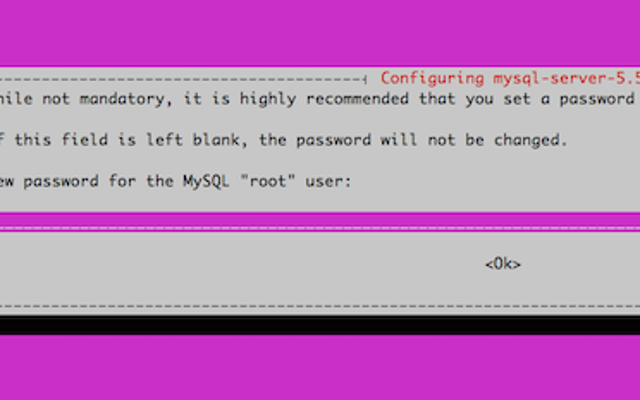 Configuring mysql-server-5.5
hile not mandatory, it is highly recommended that you set a password
f this field is left blank, the password will not be changed.
ew password for the MySQL "root" user:
<Ok>